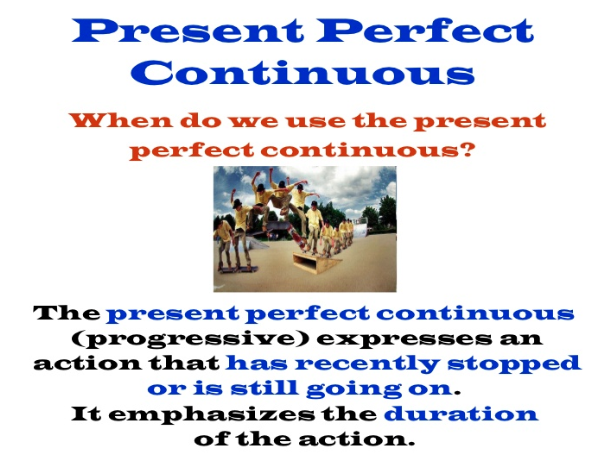 Present Perfect
Continuous
When do we use the present
perfect continuous?
The present perfect continuous
(progressive) expresses an
action that has recently stopped
or is still going on.
It emphasizes the duration
of the action.